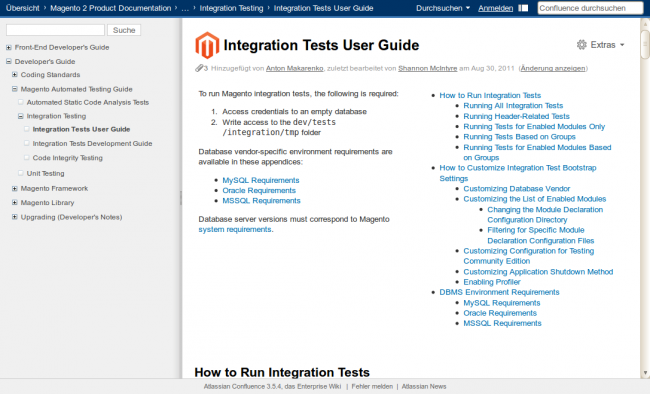 Übersicht › Magento 2 Product Documentation › … › Integration Testing › Integration Tests User Guide
Durchsuchen Anmelden Confluence durchsuchen
Suche
Front-End Developer's Guide
Developer's Guide
Coding Standards
Magento Automated Testing Guide
Automated Static Code Analysis Tests
Integration Testing
Integration Tests User Guide
Integration Tests Development Guide
Code Integrity Testing
Unit Testing
Magento Framework
Magento Library
Upgrading (Developer's Notes)
Integration Tests User Guide
Extras
3 Hinzugefügt von Anton Makarenko, zuletzt bearbeitet von Shannon McIntyre am Aug 30, 2011 (Änderung anzeigen)
To run Magento integration tests, the following is required:
1. Access credentials to an empty database
2. Write access to the dev/tests
/integration/tmp folder
Database vendor-specific environment requirements are
available in these appendices:
• MySQL Requirements
• Oracle Requirements
• MSSQL Requirements
Database server versions must correspond to Magento
system requirements.
• How to Run Integration Tests
• Running All Integration Tests
• Running Header-Related Tests
• Running Tests for Enabled Modules Only
• Running Tests Based on Groups
• Running Tests for Enabled Modules Based
on Groups
• How to Customize Integration Test Bootstrap
Settings
• Customizing Database Vendor
• Customizing the List of Enabled Modules
• Changing the Module Declaration
Configuration Directory
• Filtering for Specific Module
Declaration Configuration Files
• Customizing Configuration for Testing
Community Edition
• Customizing Application Shutdown Method
• Enabling Profiler
• DBMS Environment Requirements
• MySQL Requirements
• Oracle Requirements
• MSSQL Requirements
How to Run Integration Tests
Atlassian Confluence 3.5.4, das Enterprise Wiki | Fehler melden | Atlassian News